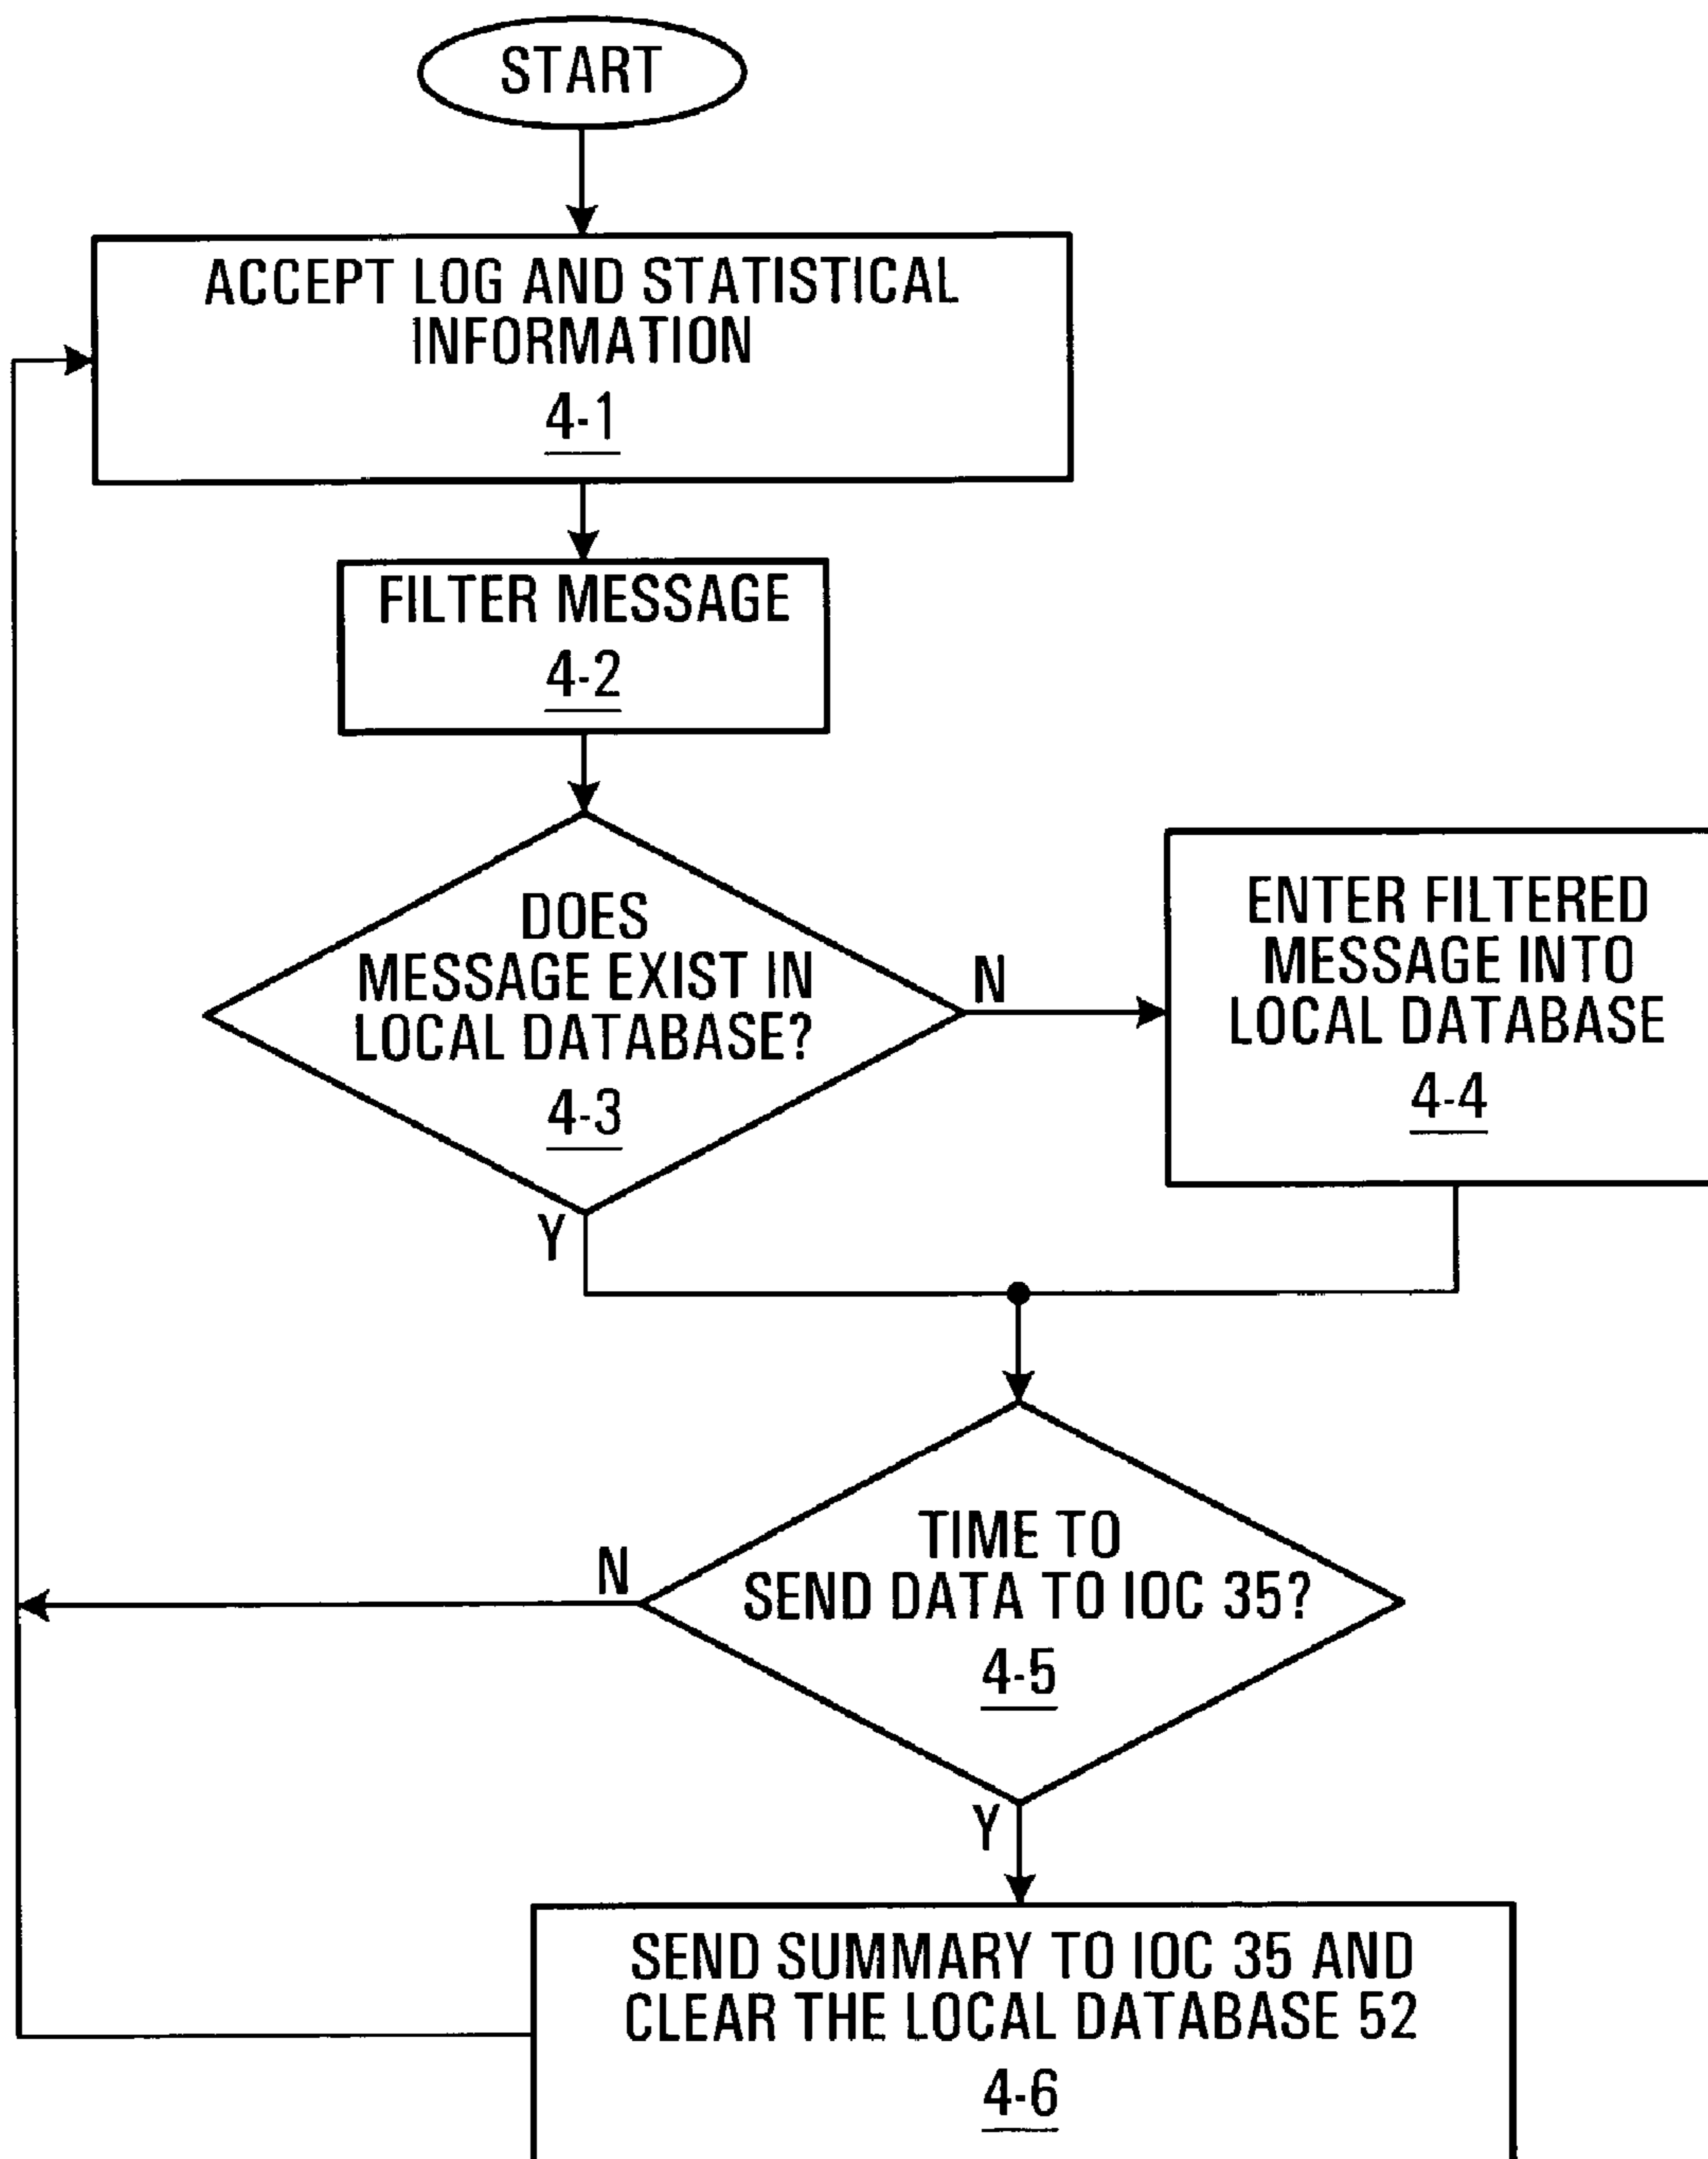 START
ACCEPT LOG AND STATISTICAL
INFORMATION
4-1
FILTER MESSAGE
4-2
DOES
MESSAGE EXIST IN
LOCAL DATABASE?
4-3
N
ENTER FILTERED
MESSAGE INTO
LOCAL DATABASE
4-4
Y
TIME TO
SEND DATA TO IOC 35?
4-5
N
Y
SEND SUMMARY TO IOC 35 AND
CLEAR THE LOCAL DATABASE 52
4-6